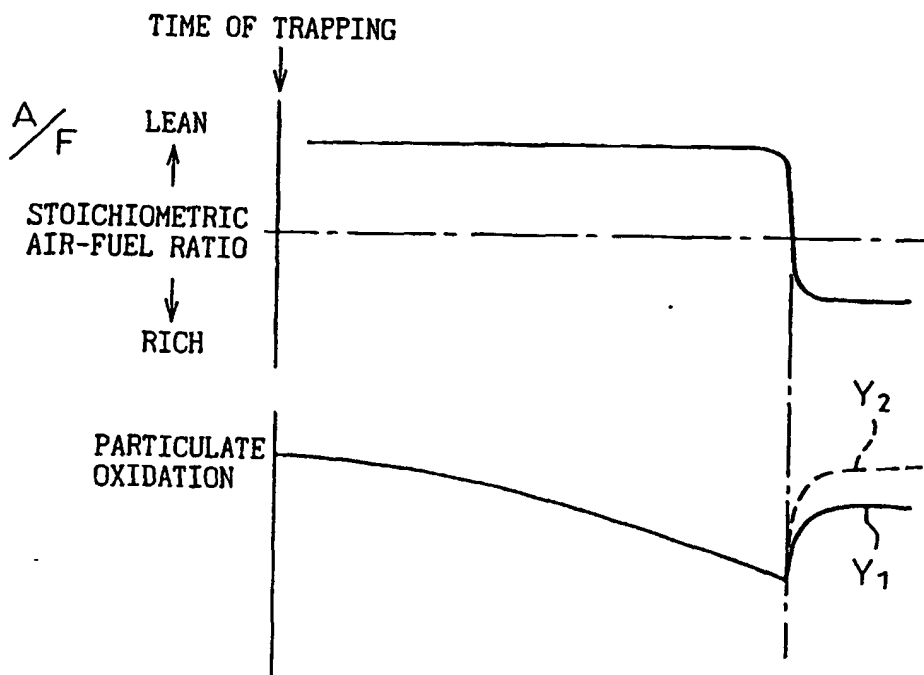 TIME OF TRAPPING
A/F
LEAN
STOICHIOMETRIC
AIR-FUEL RATIO
RICH
PARTICULATE
OXIDATION
Y2
Y1